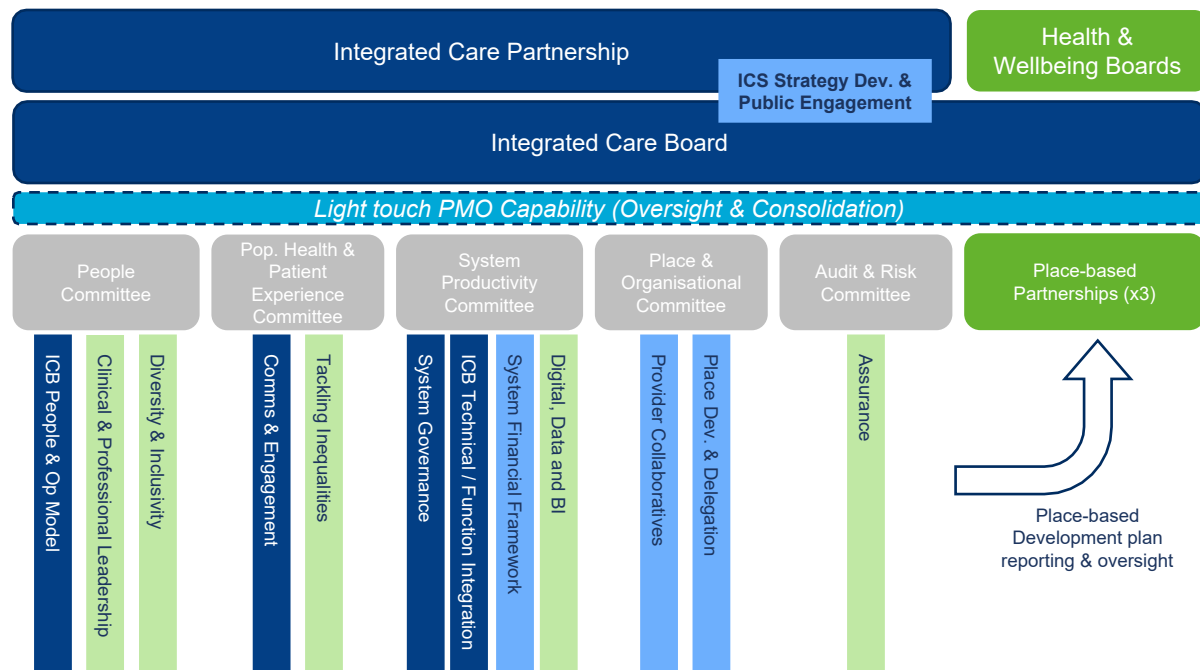 Integrated Care Partnership
Health &
Wellbeing Boards
ICS Strategy Dev. &
Public Engagement
Integrated Care Board
Light touch PMO Capability (Oversight & Consolidation)
People
Committee
Pop. Health &
Patient
Experience
Committee
System
Productivity
Committee
Place &
Organisational
Committee
Audit & Risk
Committee
Place-based
Partnerships (x3)
ICB People & Op Model
Clinical & Professional Leadership
Diversity & Inclusivity
Comms & Engagement
Tackling Inequalities
System Governance
ICB Technical / Function Integration
System Financial Framework
Digital, Data and BI
Provider Collaboratives
Place Dev. & Delegation
Assurance
Place-based
Development plan
reporting & oversight